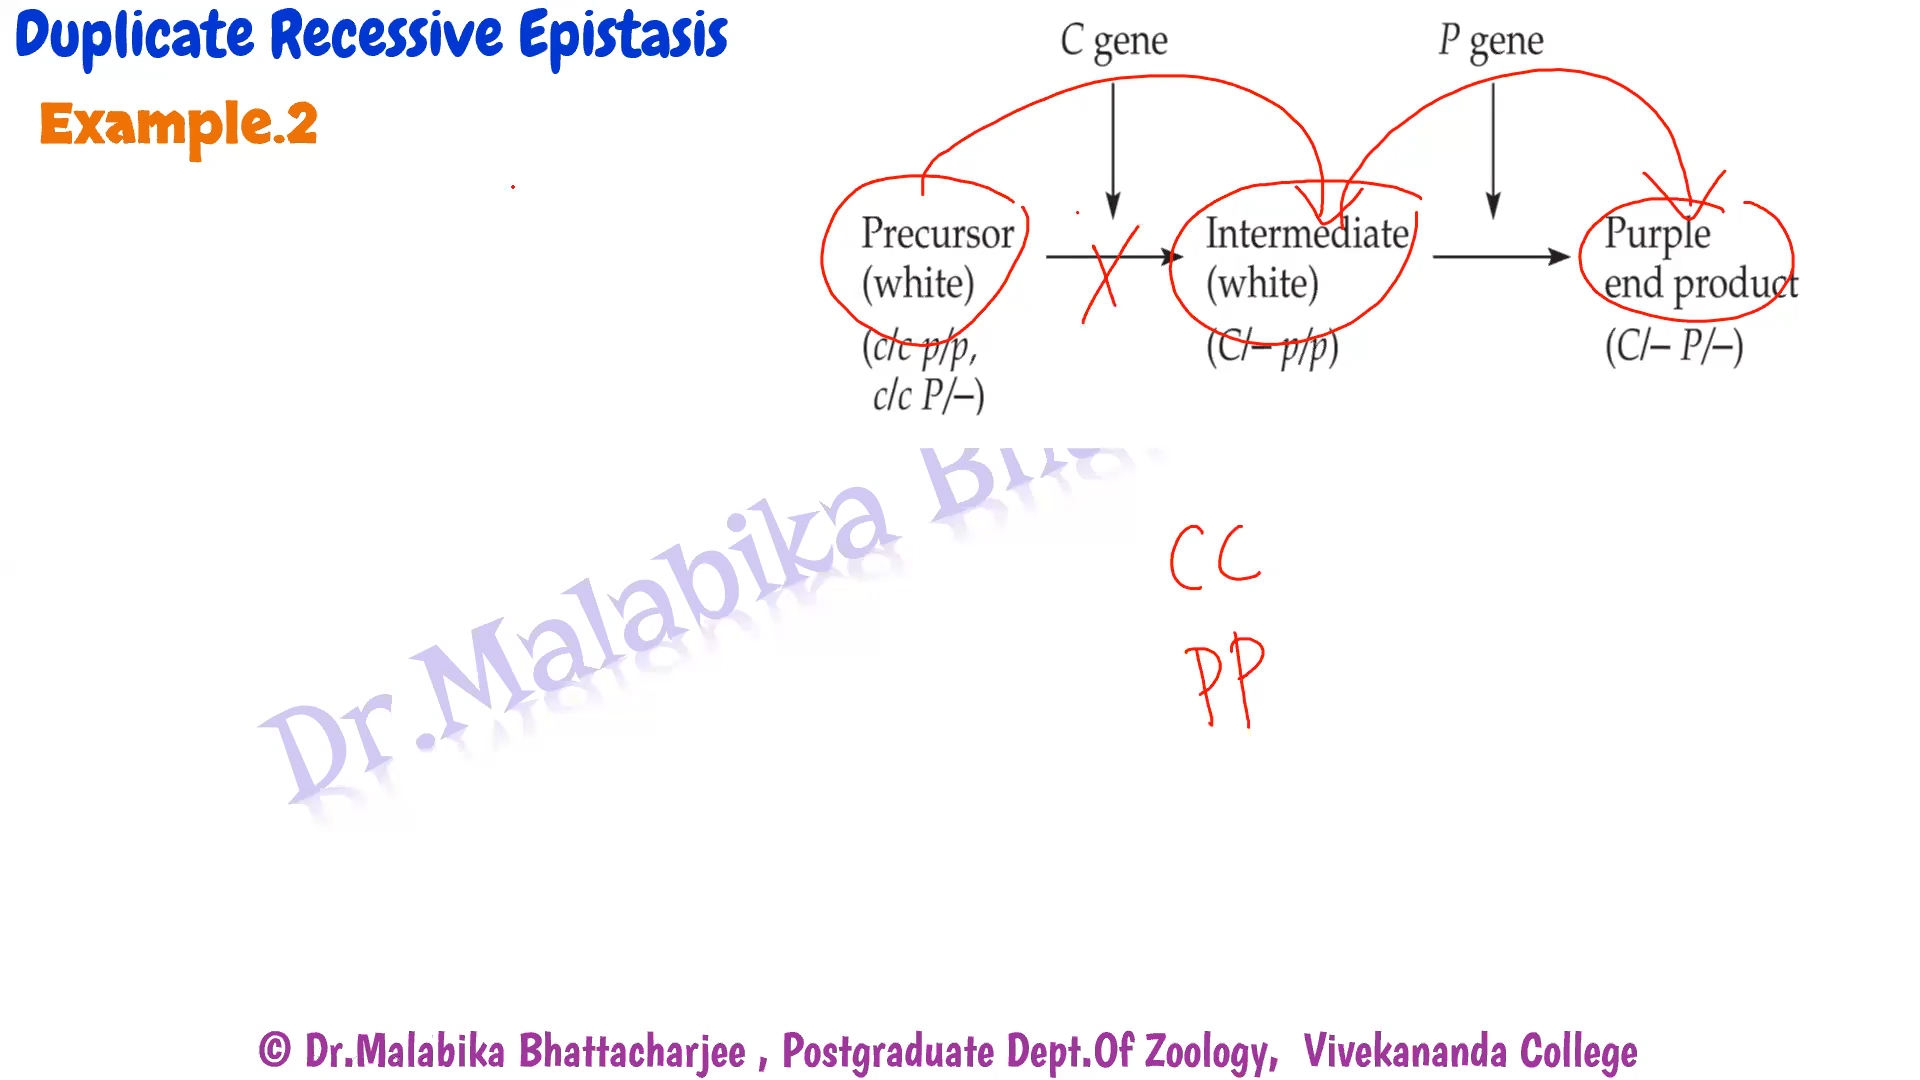 Duplicate Recessive Epistasis
Example.2
C gene
P gene
Precursor
(white)
(c/c p/p,
c/c P/–)
Intermediate
(white)
(C/– p/p)
Purple
end product
(C/– P/–)
Dr.Malabika
CC
PP
© Dr.Malabika Bhattacharjee , Postgraduate Dept.Of Zoology, Vivekananda College